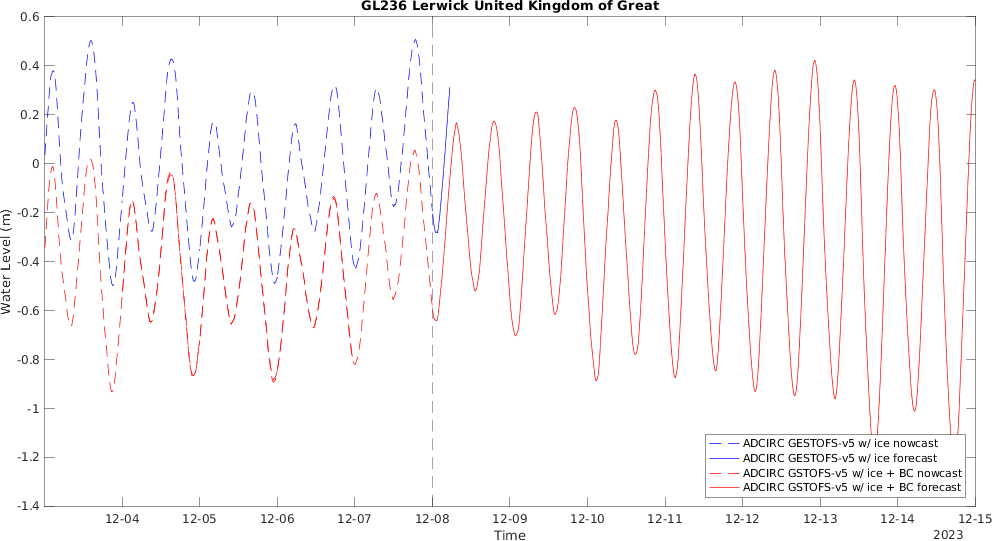 GL236 Lerwick United Kingdom of Great
0.6
0.4
0.2
0
-0.2
-0.4
-0.6
-0.8
-1
-1.2
-1.4
Water Level (m)
ADCIRC GESTOFS-v5 w/ ice nowcast
ADCIRC GESTOFS-v5 w/ ice forecast
ADCIRC GSTOFS-v5 w/ ice + BC nowcast
ADCIRC GSTOFS-v5 w/ ice + BC forecast
12-04 12-05 12-06 12-07 12-08 12-09 12-10 12-11 12-12 12-13 12-14 12-15
Time
2023